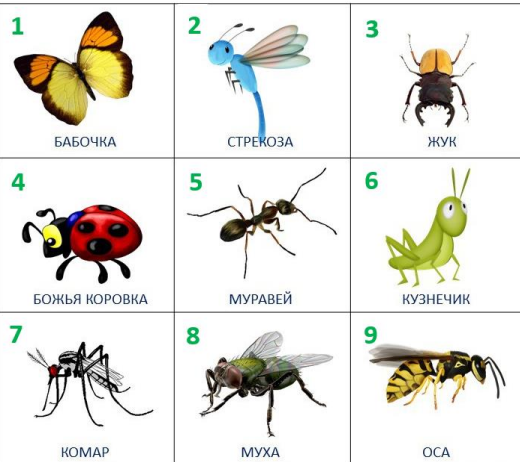 1
БАБОЧКА
2
СТРЕКОЗА
3
ЖУК
4
БОЖЬЯ КОРОВКА
5
МУРАВЕЙ
6
КУЗНЕЧИК
7
КОМАР
8
МУХА
9
ОСА